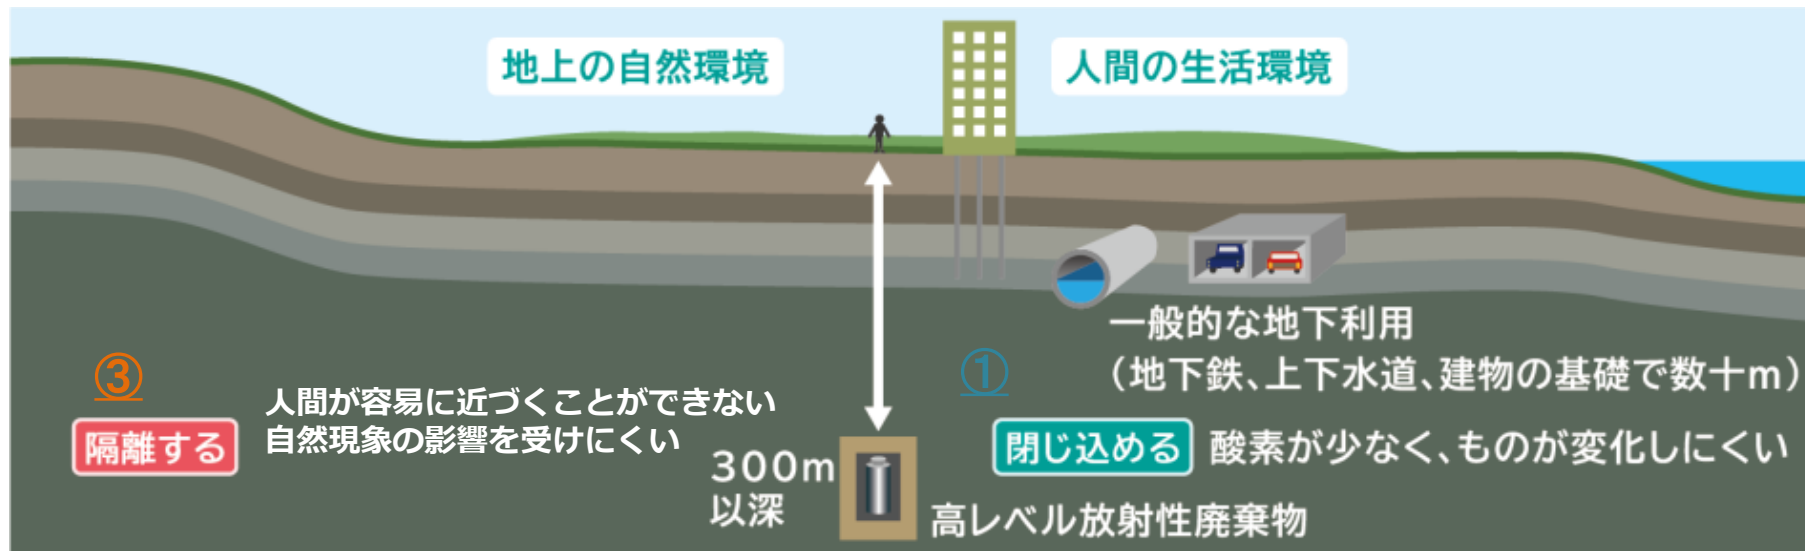 地上の自然環境
人間の生活環境
一般的な地下利用
（地下鉄、上下水道、建物の基礎で数十m）
③
隔離する
人間が容易に近づくことができない
自然現象の影響を受けにくい
①
閉じ込める
酸素が少なく、ものが変化しにくい
300m
以深
高レベル放射性廃棄物